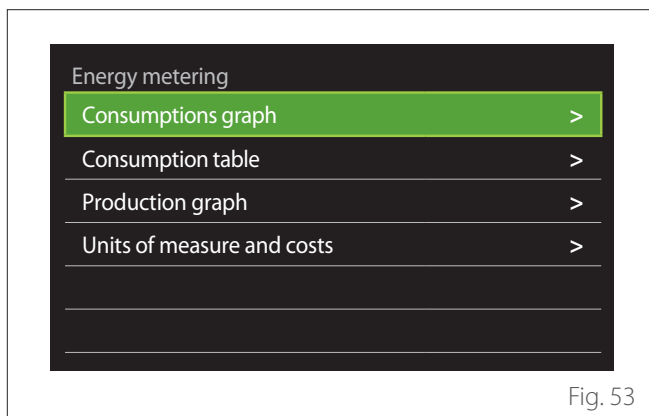 Energy metering
Consumptions graph >
Consumption table >
Production graph >
Units of measure and costs >
Fig. 53